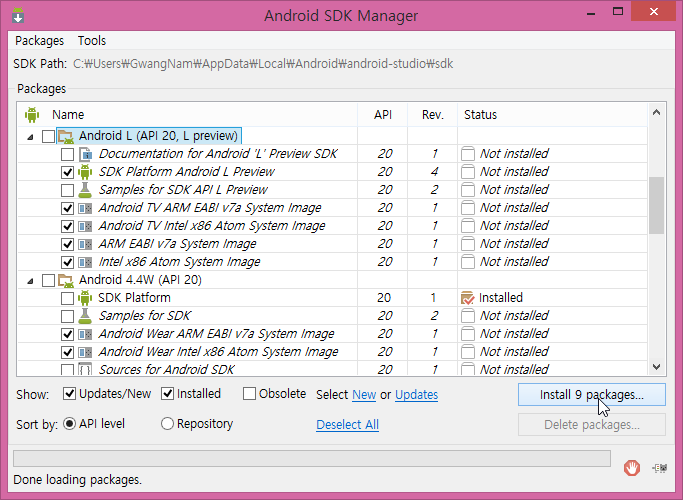 Android SDK Manager
Packages Tools
SDK Path: C:₩Users₩GwangNam₩AppData₩Local₩Android₩android-studio₩sdk
Packages
Name API Rev. Status
Android L (API 20, L preview)
Documentation for Android 'L' Preview SDK 20 1 Not installed
SDK Platform Android L Preview 20 4 Not installed
Samples for SDK API L Preview 20 2 Not installed
Android TV ARM EABI v7a System Image 20 1 Not installed
Android TV Intel x86 Atom System Image 20 1 Not installed
ARM EABI v7a System Image 20 1 Not installed
Intel x86 Atom System Image 20 1 Not installed
Android 4.4W (API 20)
SDK Platform 20 1 Installed
Samples for SDK 20 2 Not installed
Android Wear ARM EABI v7a System Image 20 1 Not installed
Android Wear Intel x86 Atom System Image 20 1 Not installed
Sources for Android SDK 20 1 Not installed
Show: Updates/New Installed Obsolete Select New or Updates Install 9 packages...
Sort by: API level Repository Deselect All Delete packages...
Done loading packages.